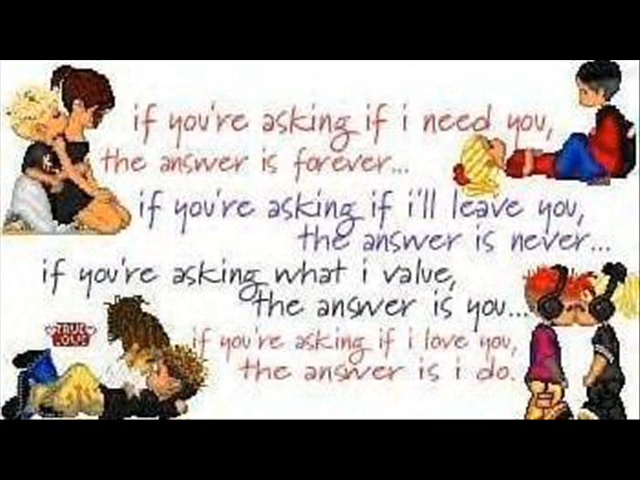 if you're asking if i need you,
the answer is forever...
if you're asking if i'll leave you,
the answer is never...
if you're asking what i value,
the answer is you...
TRUE
LOVE
if you're asking if i love you,
the answer is i do.